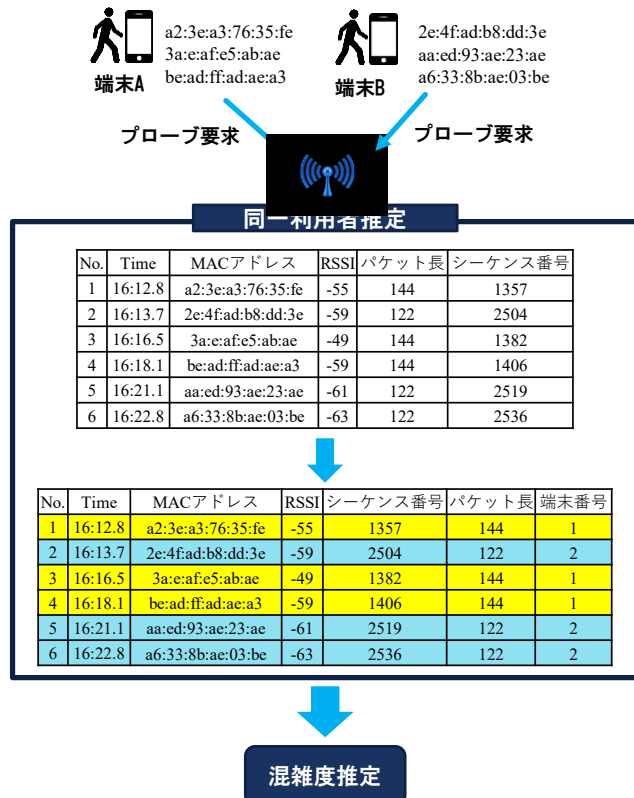 a2:3e:a3:76:35:fe
3a:e:af:e5:ab:ae
be:ad:ff:ad:ae:a3
端末A
2e:4f:ad:b8:dd:3e
aa:ed:93:ae:23:ae
a6:33:8b:ae:03:be
端末B
プローブ要求
プローブ要求
同一利用者推定
No. Time MACアドレス RSSI パケット長 シーケンス番号
1 16:12.8 a2:3e:a3:76:35:fe -55 144 1357
2 16:13.7 2e:4f:ad:b8:dd:3e -59 122 2504
3 16:16.5 3a:e:af:e5:ab:ae -49 144 1382
4 16:18.1 be:ad:ff:ad:ae:a3 -59 144 1406
5 16:21.1 aa:ed:93:ae:23:ae -61 122 2519
6 16:22.8 a6:33:8b:ae:03:be -63 122 2536
No. Time MACアドレス RSSI シーケンス番号 パケット長 端末番号
1 16:12.8 a2:3e:a3:76:35:fe -55 1357 144 1
2 16:13.7 2e:4f:ad:b8:dd:3e -59 2504 122 2
3 16:16.5 3a:e:af:e5:ab:ae -49 1382 144 1
4 16:18.1 be:ad:ff:ad:ae:a3 -59 1406 144 1
5 16:21.1 aa:ed:93:ae:23:ae -61 2519 122 2
6 16:22.8 a6:33:8b:ae:03:be -63 2536 122 2
混雑度推定